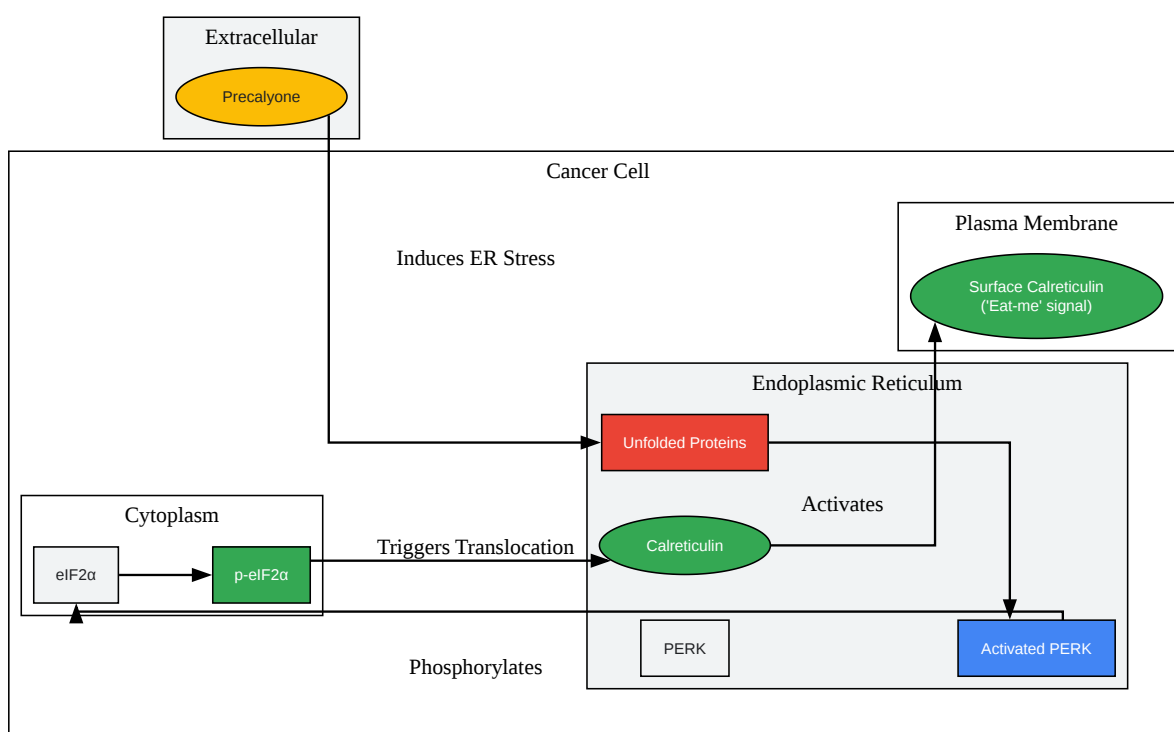 Extracellular
Precalyone
Cancer Cell
Plasma Membrane
Induces ER Stress
Surface Calreticulin
('Eat-me' signal)
Endoplasmic Reticulum
Unfolded Proteins
Activates
Cytoplasm
Triggers Translocation
Calreticulin
eIF2α
p-eIF2α
PERK
Activated PERK
Phosphorylates